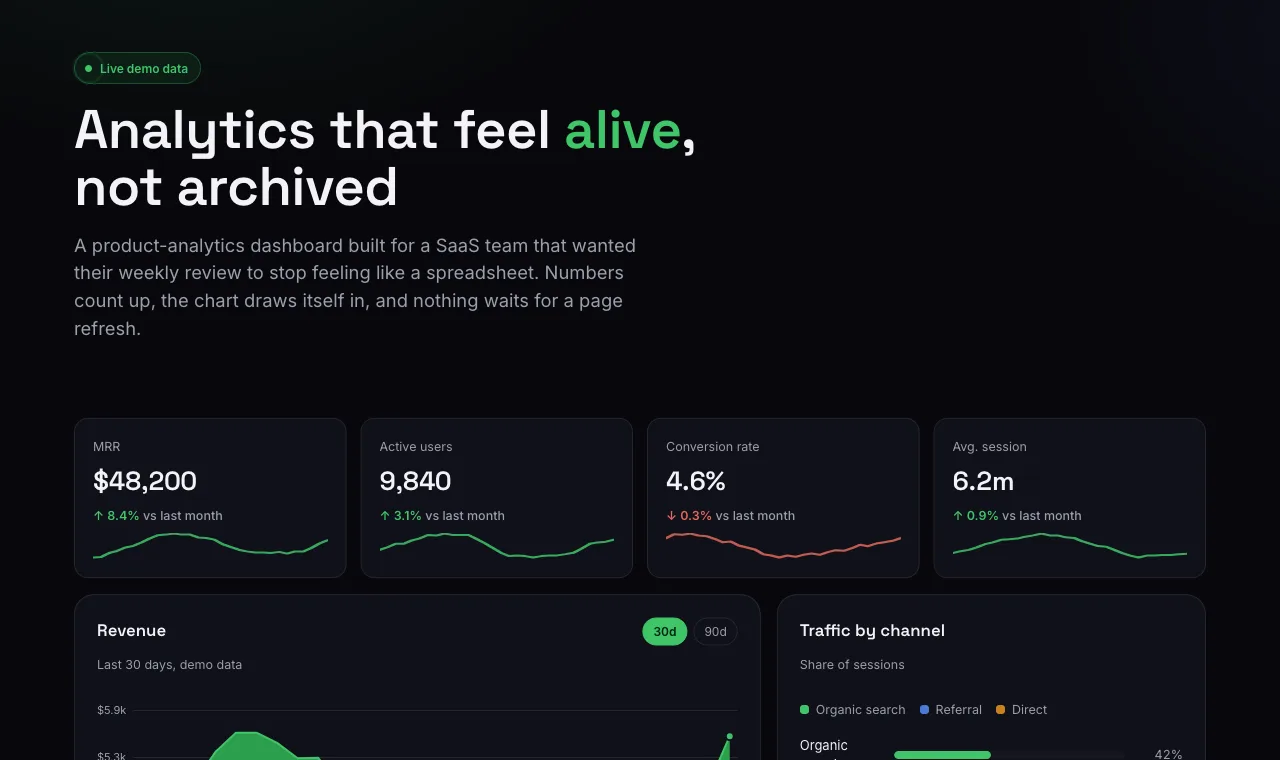 Live demo data
Analytics that feel alive,
not archived
A product-analytics dashboard built for a SaaS team that wanted
their weekly review to stop feeling like a spreadsheet. Numbers
count up, the chart draws itself in, and nothing waits for a page
refresh.
MRR
$48,200
↑ 8.4% vs last month
Active users
9,840
↑ 3.1% vs last month
Conversion rate
4.6%
↓ 0.3% vs last month
Avg. session
6.2m
↑ 0.9% vs last month
Revenue
30d
90d
Last 30 days, demo data
$5.9k
$5.3k
Traffic by channel
Share of sessions
Organic search
Referral
Direct
Organic
42%